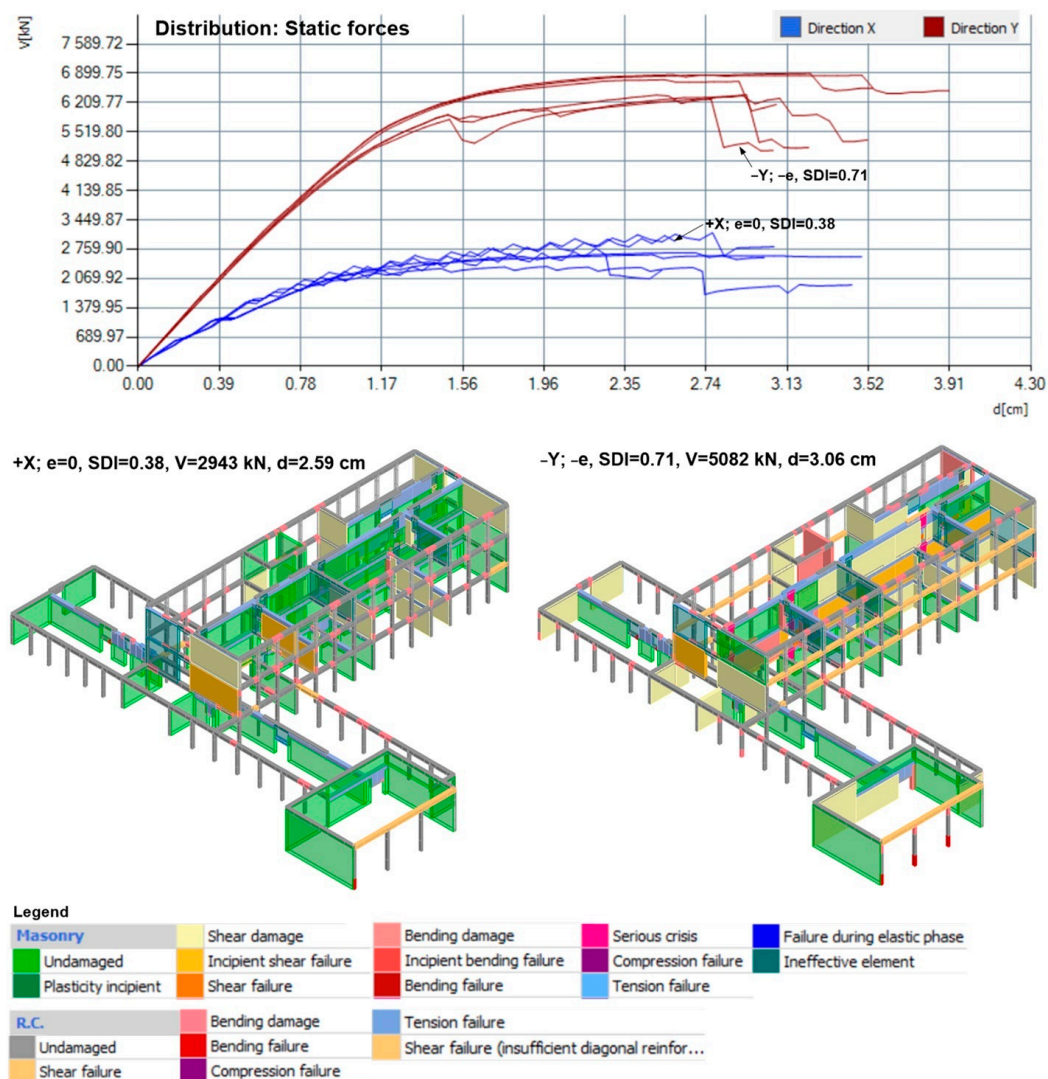 Distribution: Static forces
Direction X
Direction Y
V[kN]
7 589.72
6 899.75
6 209.77
5 519.80
4 829.82
4 139.85
3 449.87
2 759.90
2 069.92
1 379.95
689.97
0.00
−Y; −e, SDI=0.71
+X; e=0, SDI=0.38
0.00 0.39 0.78 1.17 1.56 1.96 2.35 2.74 3.13 3.52 3.91 4.30
d[cm]
+X; e=0, SDI=0.38, V=2943 kN, d=2.59 cm
−Y; −e, SDI=0.71, V=5082 kN, d=3.06 cm
Legend
Masonry Shear damage Bending damage Serious crisis Failure during elastic phase
Undamaged Incipient shear failure Incipient bending failure Compression failure Ineffective element
Plasticity incipient Shear failure Bending failure Tension failure
R.C. Bending damage Tension failure
Undamaged Bending failure Shear failure (insufficient diagonal reinfor...
Shear failure Compression failure